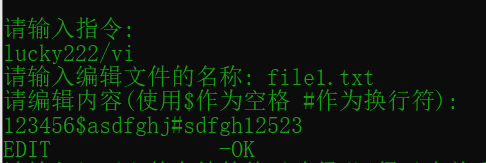 请输入指令:
lucky222/vi
请输入编辑文件的名称: file1.txt
请编辑内容(使用$作为空格 #作为换行符):
123456$asdfghj#sdfgh12523
EDIT -OK